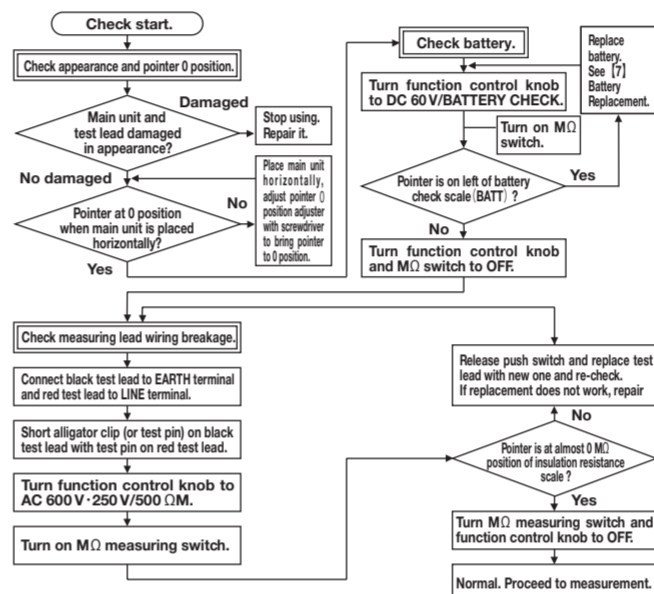 Check start.
Check appearance and pointer 0 position.
Damaged
Main unit and
test lead damaged
in appearance?
Stop using.
Repair it.
No damaged
Pointer at 0 position
when main unit is placed
horizontally?
No
Place main unit
horizontally,
adjust pointer 0
position adjuster
with screwdriver
to bring pointer
to 0 position.
Yes
Check battery.
Turn function control knob
to DC 60 V/BATTERY CHECK.
Turn on MΩ
switch.
Replace
battery.
See [7]
Battery
Replacement.
Pointer is on left of battery
check scale (BATT) ?
Yes
No
Turn function control knob
and MΩ switch to OFF.
Check measuring lead wiring breakage.
Connect black test lead to EARTH terminal
and red test lead to LINE terminal.
Short alligator clip (or test pin) on black
test lead with test pin on red test lead.
Turn function control knob to
AC 600 V·250 V/500 ΩM.
Turn on MΩ measuring switch.
Release push switch and replace test
lead with new one and re-check.
If replacement does not work, repair
No
Pointer is at almost 0 MΩ
position of insulation resistance
scale ?
Yes
Turn MΩ measuring switch and
function control knob to OFF.
Normal. Proceed to measurement.